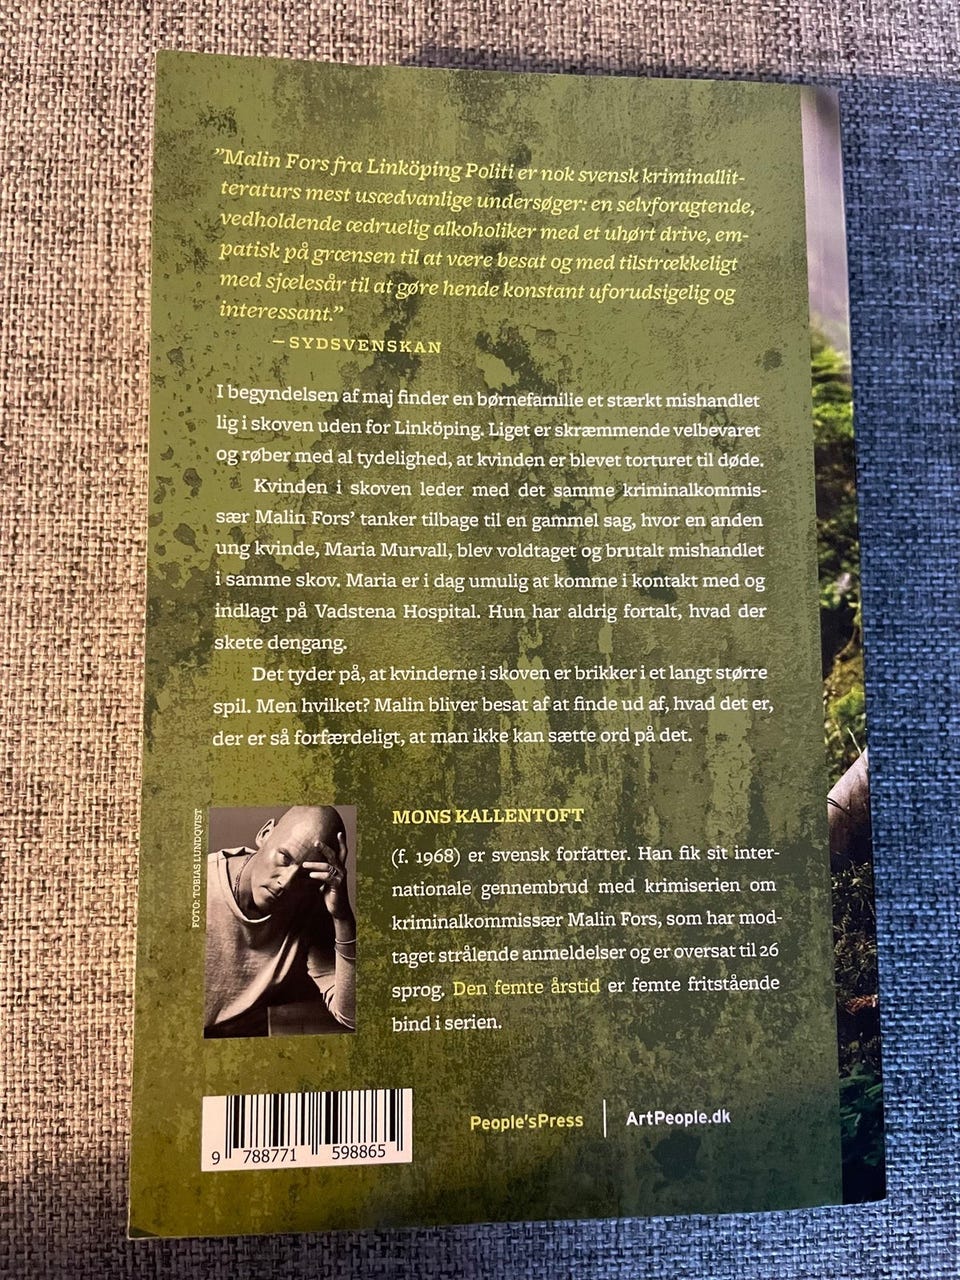 ”Malin Fors fra Linköping Politi er nok svensk kriminallit-
teraturs mest usædvanlige undersøger: en selvforagtende,
vedholdende ædruelig alkoholiker med et uhørt drive, em-
patisk på grænsen til at være besat og med tilstrækkeligt
med sjælesår til at gøre hende konstant uforudsigelig og
interessant.”
– SYDSVENSKAN
I begyndelsen af maj finder en børnefamilie et stærkt mishandlet
lig i skoven uden for Linköping. Liget er skræmmende velbevaret
og røber med al tydelighed, at kvinden er blevet tortureret til døde.
Kvinden i skoven leder med det samme kriminalkommis-
sær Malin Fors’ tanker tilbage til en gammel sag, hvor en anden
ung kvinde, Maria Murvall, blev voldtaget og brutalt mishandlet
i samme skov. Maria er i dag umulig at komme i kontakt med og
indlagt på Vadstena Hospital. Hun har aldrig fortalt, hvad der
skete dengang.
Det tyder på, at kvinderne i skoven er brikker i et langt større
spil. Men hvilket? Malin bliver besat af at finde ud af, hvad det er,
der er så forfærdeligt, at man ikke kan sætte ord på det.
FOTO: TOBIAS LUNDQVIST
MONS KALLENTOFT
(f. 1968) er svensk forfatter. Han fik sit inter-
nationale gennembrud med krimiserien om
kriminalkommissær Malin Fors, som har mod-
taget strålende anmeldelser og er oversat til 26
sprog. Den femte årstid er femte fritstående
bind i serien.
9 788771 598865
People'sPress | ArtPeople.dk